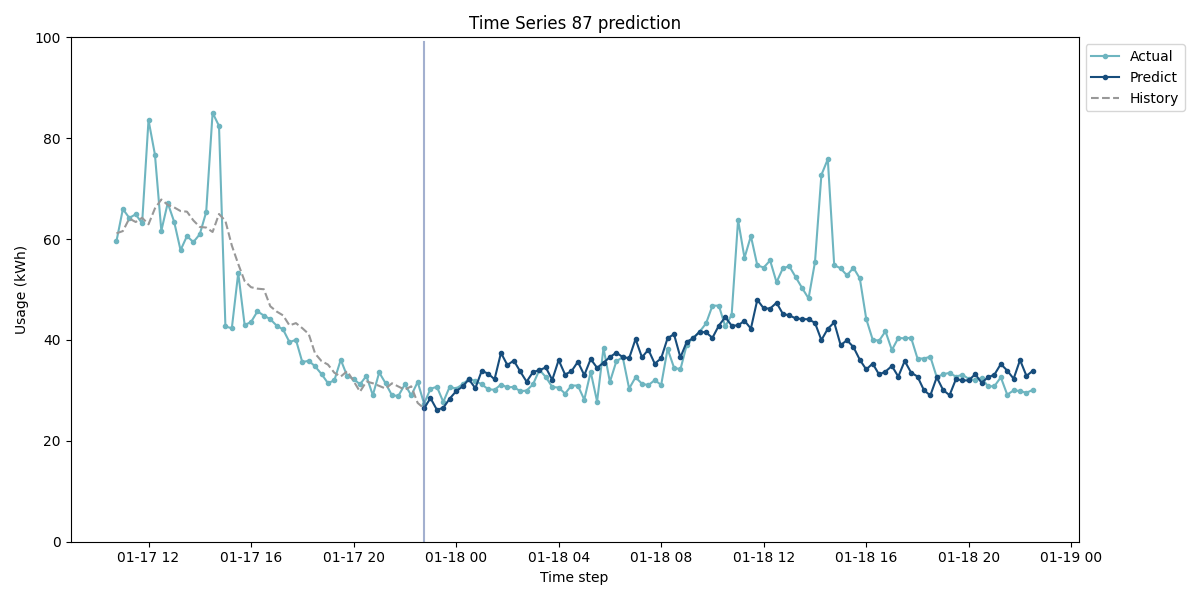 Time Series 87 prediction
Usage (kWh)
100
80
60
40
20
0
01-17 12
01-17 16
01-17 20
01-18 00
01-18 04
01-18 08
01-18 12
01-18 16
01-18 20
01-19 00
Time step
Actual
Predict
History